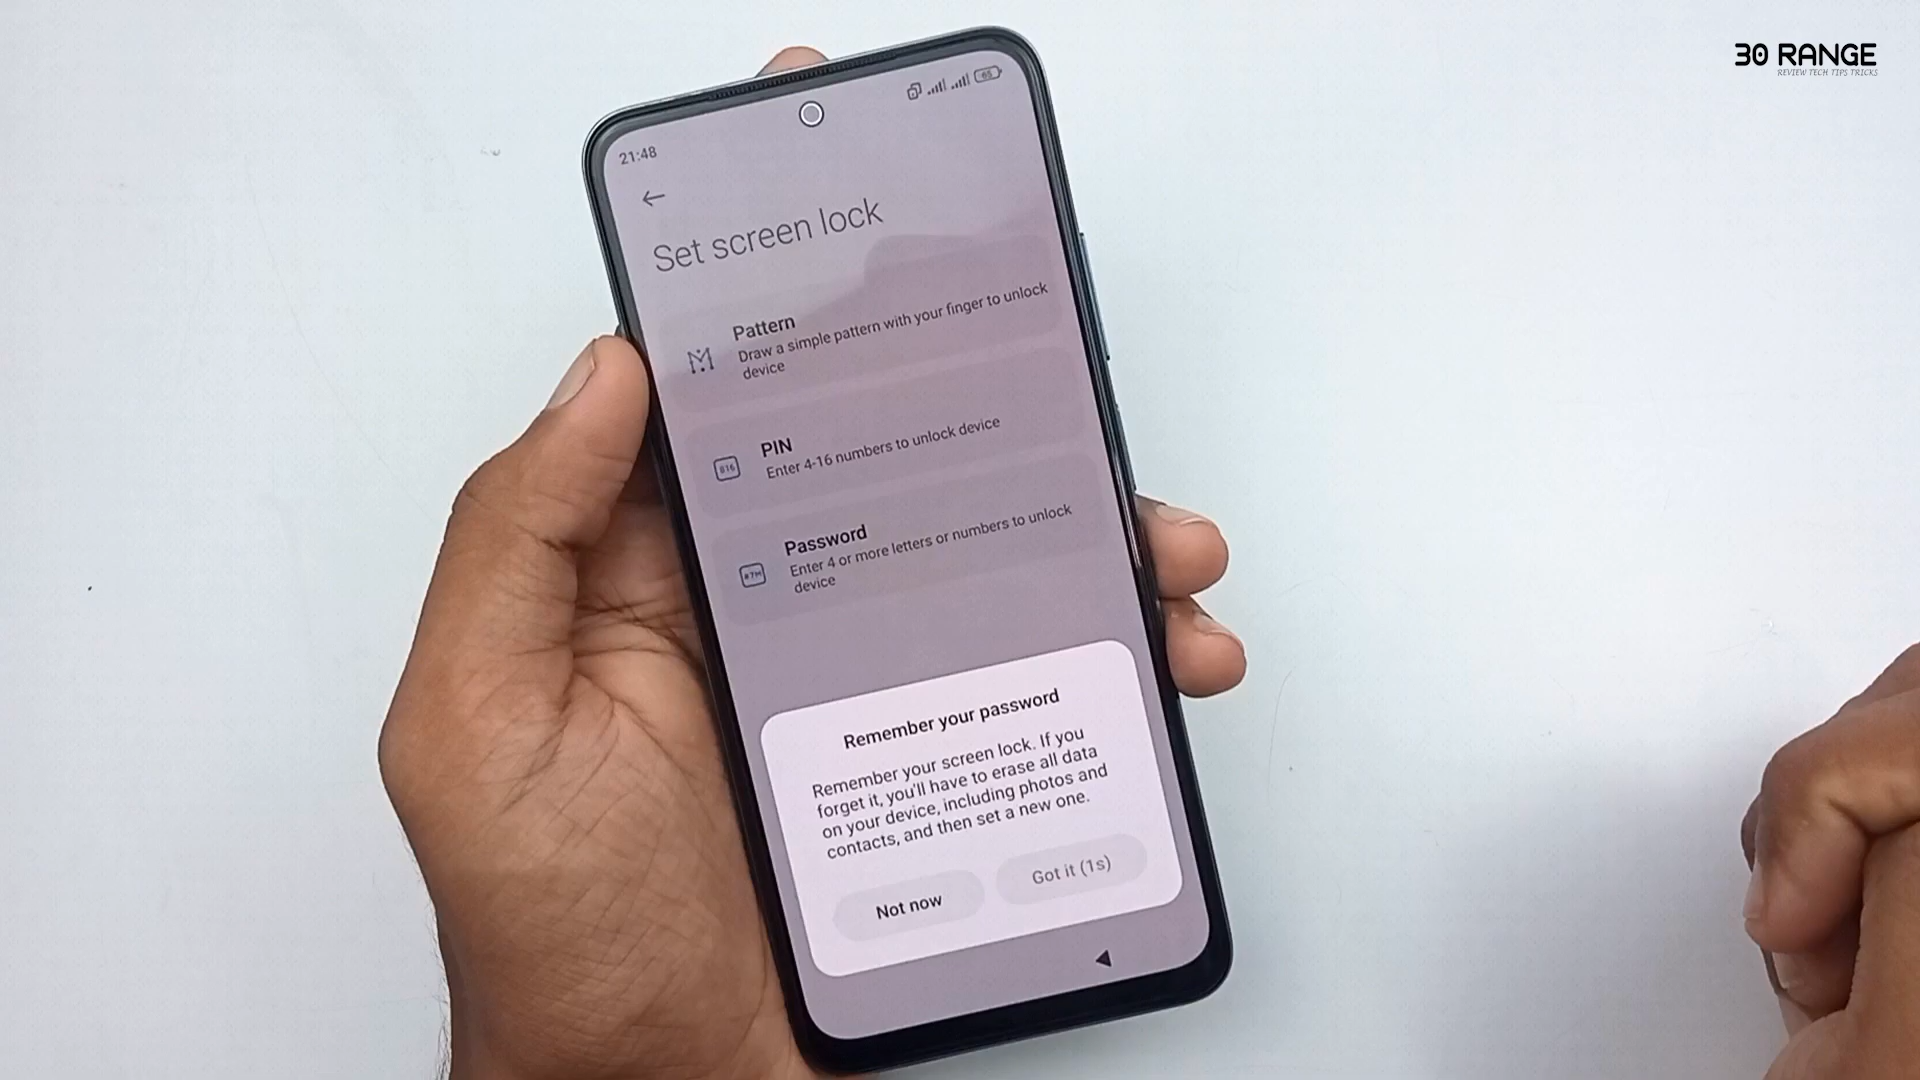 30 RANGE
REVIEW TECH TIPS TRICKS
65
21:48
Set screen lock
Pattern
Draw a simple pattern with your finger to unlock
device
PIN
Enter 4-16 numbers to unlock device
Password
Enter 4 or more letters or numbers to unlock
device
Remember your password
Remember your screen lock. If you
forget it, you'll have to erase all data
on your device, including photos and
contacts, and then set a new one.
Not now
Got it (1s)